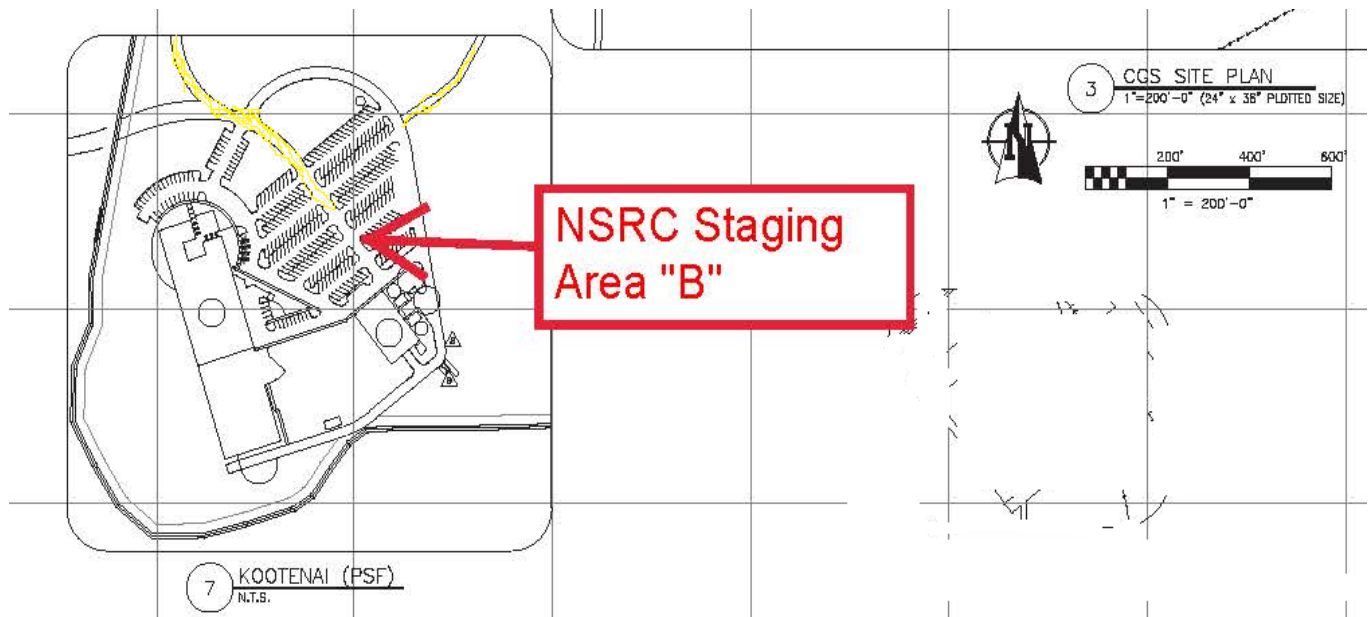 3
CGS SITE PLAN
1"=200'-0" (24" x 36" PLOTTED SIZE)
N
200' 400' 600'
1" = 200'-0"
NSRC Staging
Area "B"
7
KOOTENAI (PSF)
N.T.S.